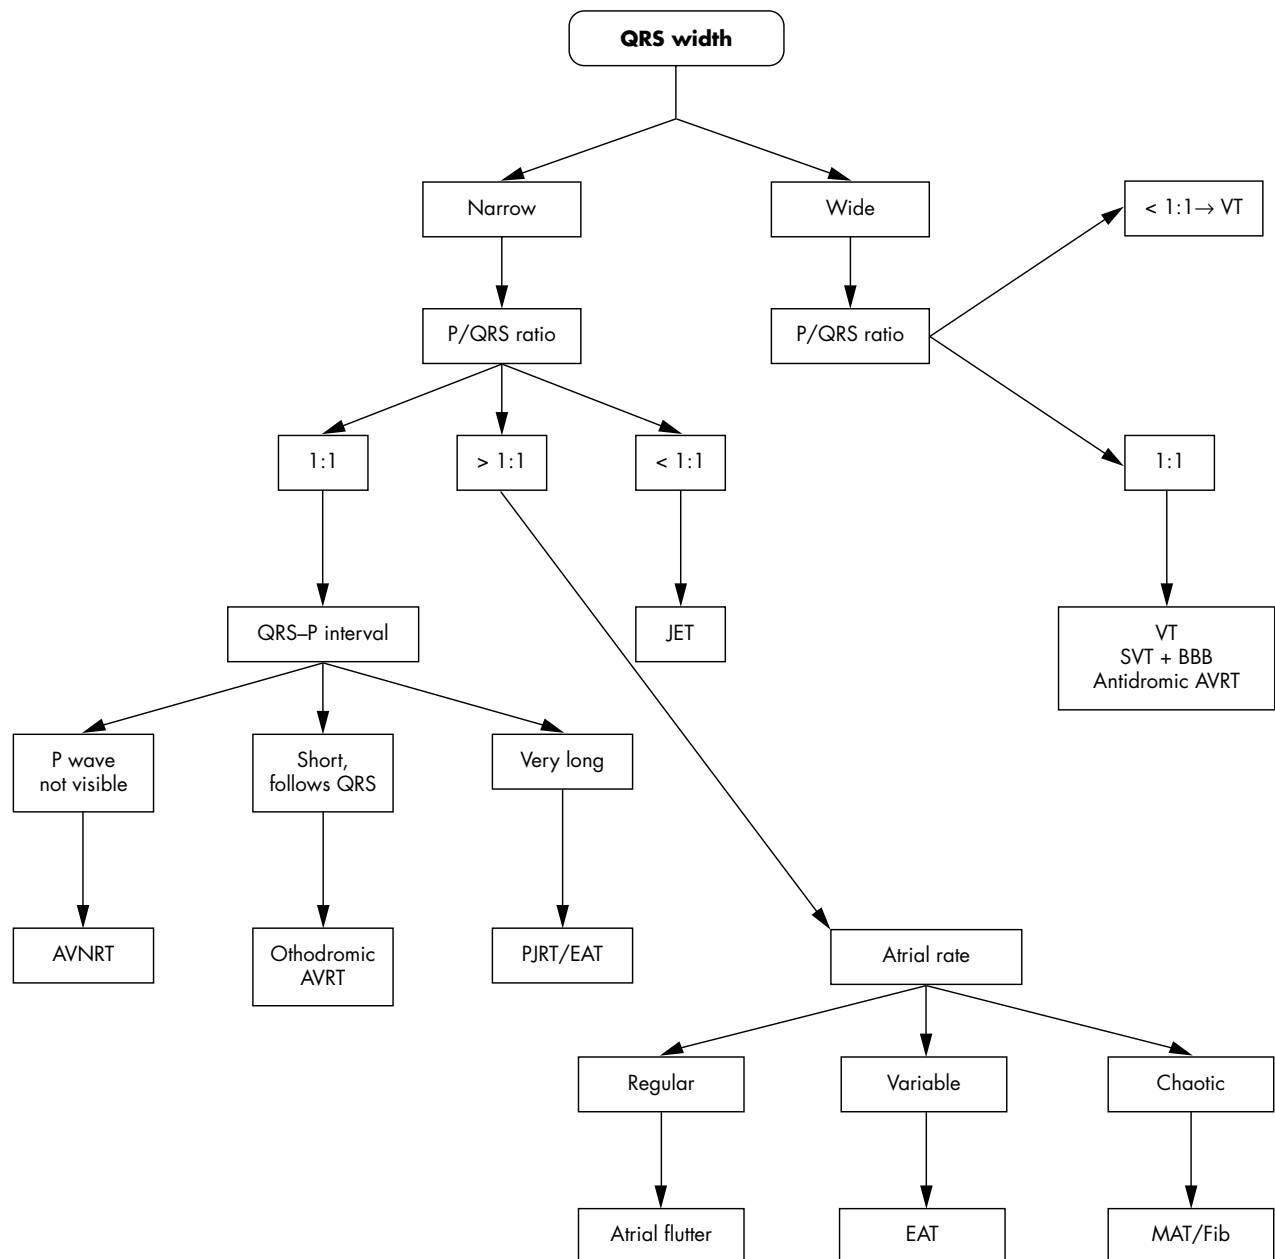 QRS width
Narrow
Wide
< 1:1→ VT
P/QRS ratio
P/QRS ratio
1:1
> 1:1
< 1:1
1:1
QRS–P interval
JET
VT
SVT + BBB
Antidromic AVRT
P wave
not visible
Short,
follows QRS
Very long
AVNRT
Othodromic
AVRT
PJRT/EAT
Atrial rate
Regular
Variable
Chaotic
Atrial flutter
EAT
MAT/Fib